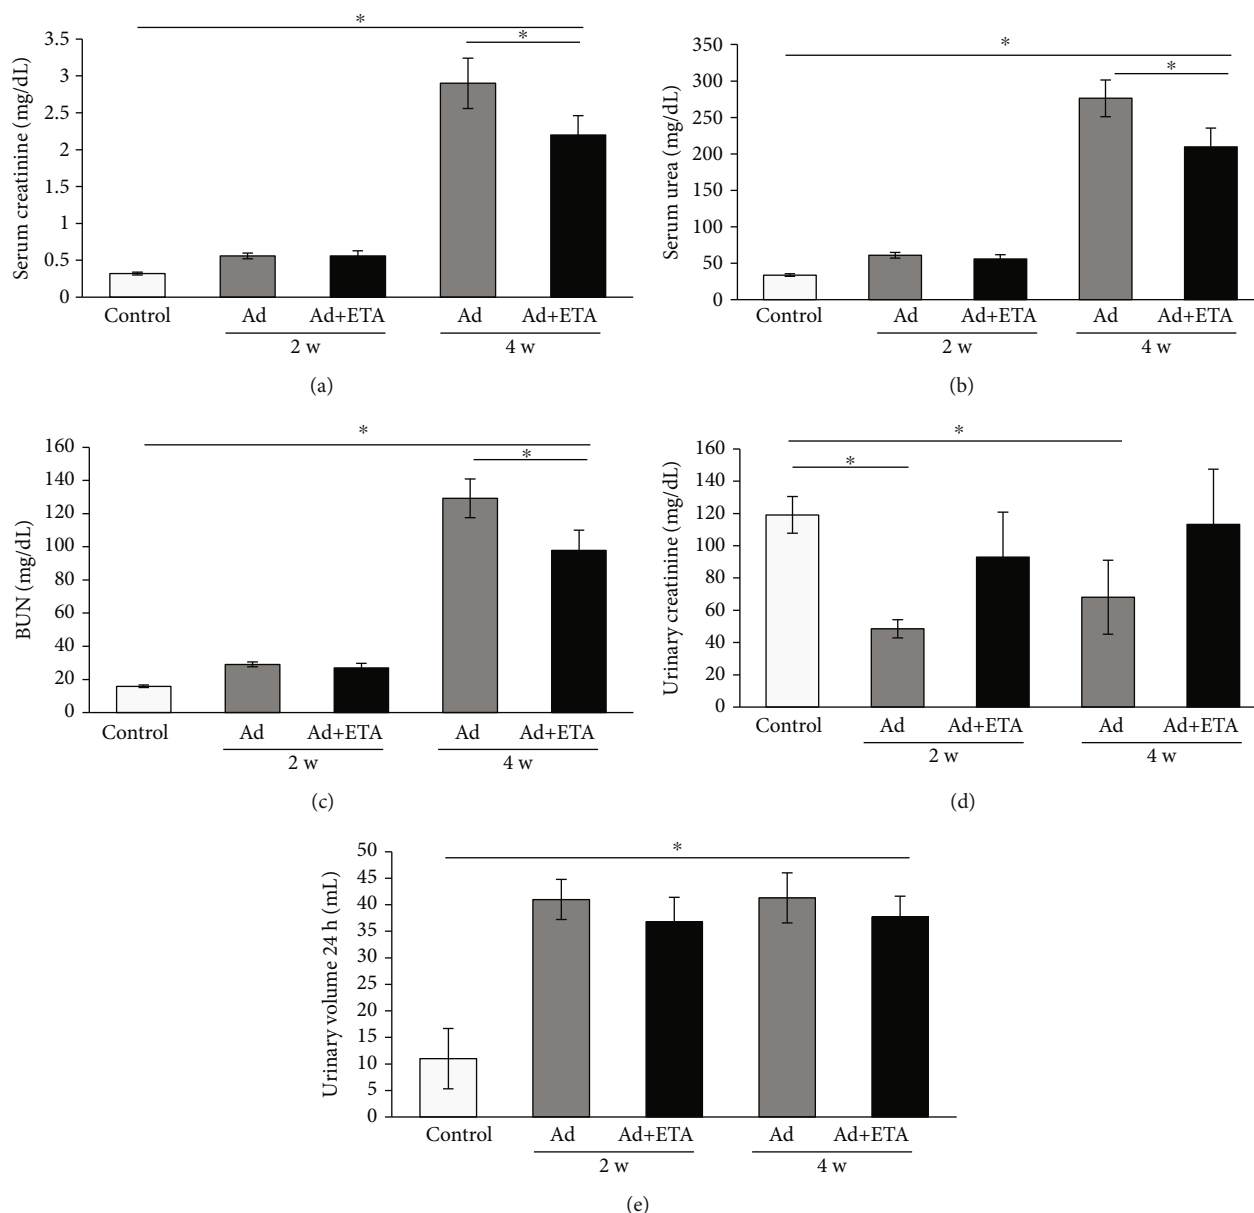 *
*
Serum creatinine (mg/dL)
3.5
3
2.5
2
1.5
1
0.5
0
Control Ad Ad+ETA Ad Ad+ETA
2 w 4 w
(a)
*
*
Serum urea (mg/dL)
350
300
250
200
150
100
50
0
Control Ad Ad+ETA Ad Ad+ETA
2 w 4 w
(b)
*
*
BUN (mg/dL)
160
140
120
100
80
60
40
20
0
Control Ad Ad+ETA Ad Ad+ETA
2 w 4 w
(c)
*
*
Urinary creatinine (mg/dL)
160
140
120
100
80
60
40
20
0
Control Ad Ad+ETA Ad Ad+ETA
2 w 4 w
(d)
*
Urinary volume 24 h (mL)
50
45
40
35
30
25
20
15
10
5
0
Control Ad Ad+ETA Ad Ad+ETA
2 w 4 w
(e)